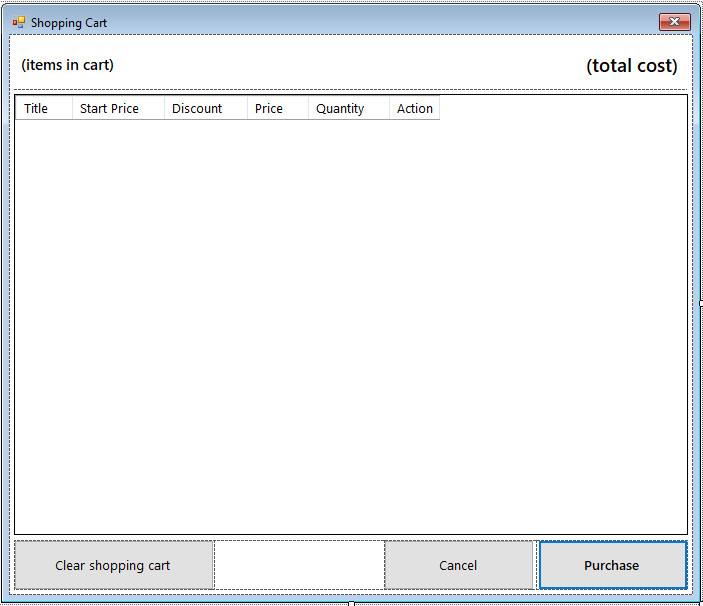 Shopping Cart
(items in cart)
(total cost)
Title Start Price Discount Price Quantity Action
Clear shopping cart Cancel Purchase